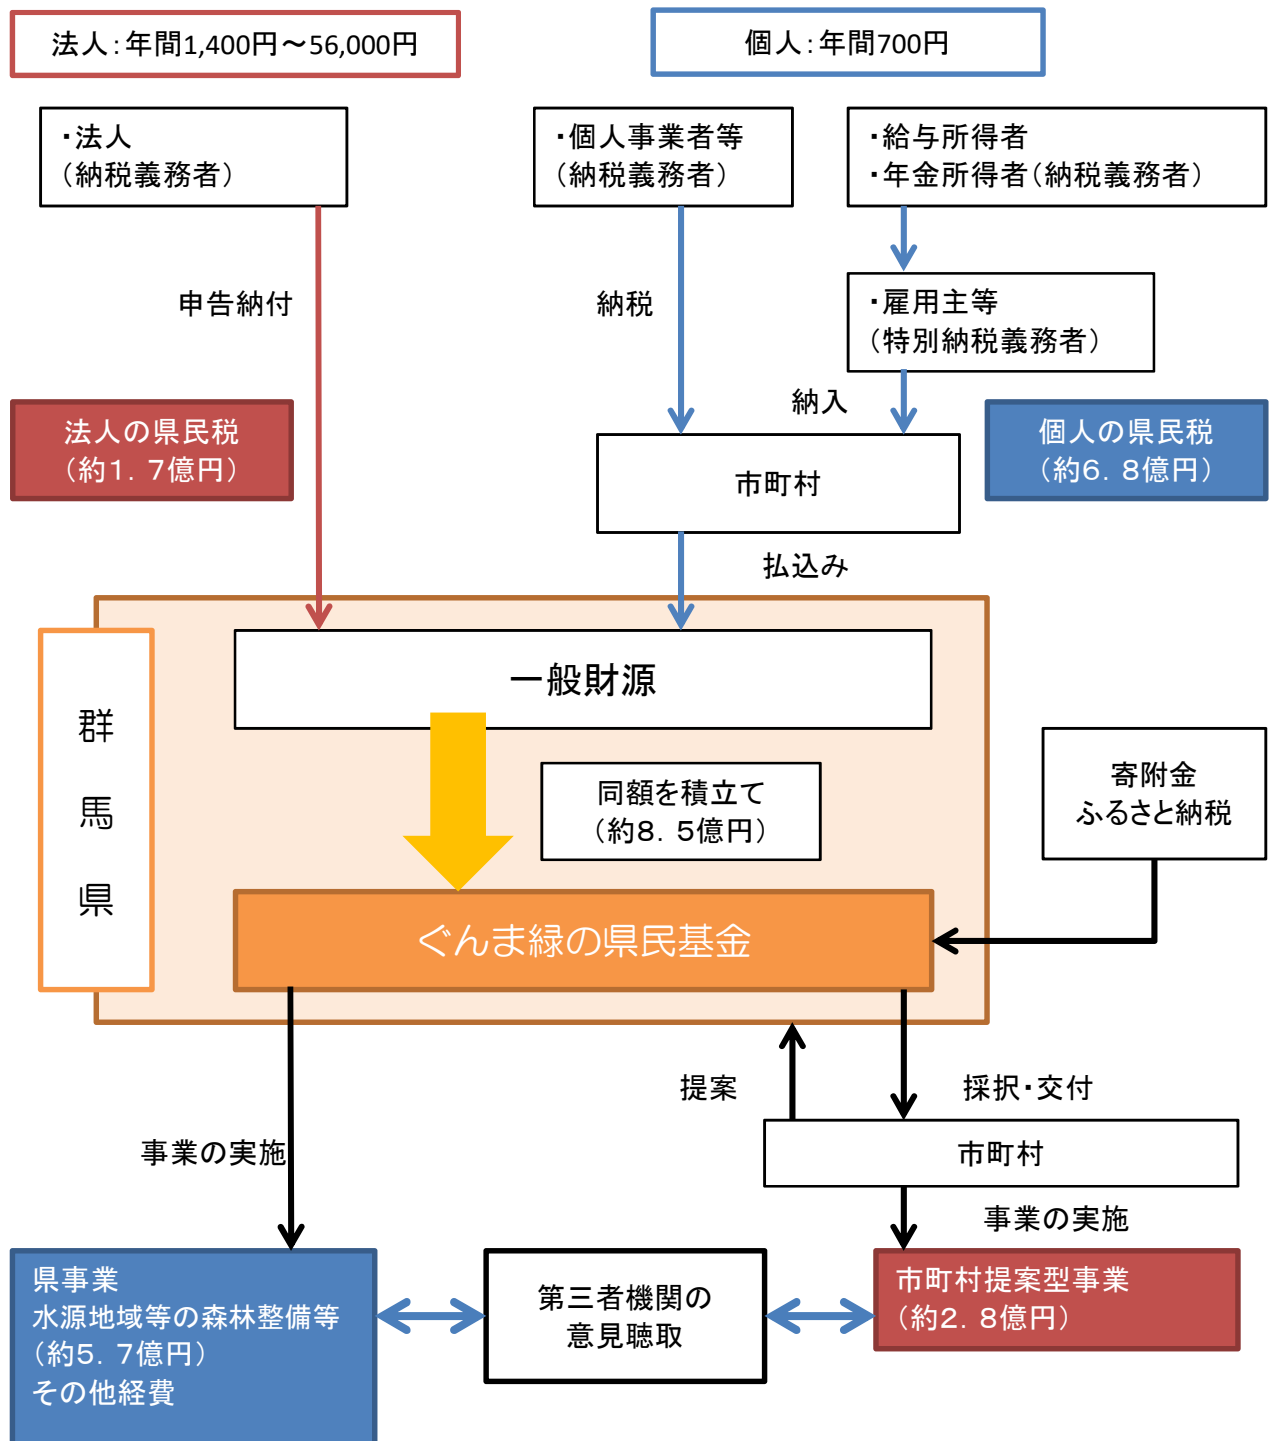 法人：年間1,400円～56,000円
個人：年間700円
・法人
（納税義務者）
・個人事業者等
（納税義務者）
・給与所得者
・年金所得者（納税義務者）
申告納付
納税
・雇用主等
（特別納税義務者）
納入
法人の県民税
（約1．7億円）
個人の県民税
（約6．8億円）
市町村
払込み
群馬県
一般財源
同額を積立て
（約8．5億円）
寄附金
ふるさと納税
ぐんま緑の県民基金
提案
採択・交付
事業の実施
市町村
事業の実施
県事業
水源地域等の森林整備等
（約5．7億円）
その他経費
第三者機関の
意見聴取
市町村提案型事業
（約2．8億円）